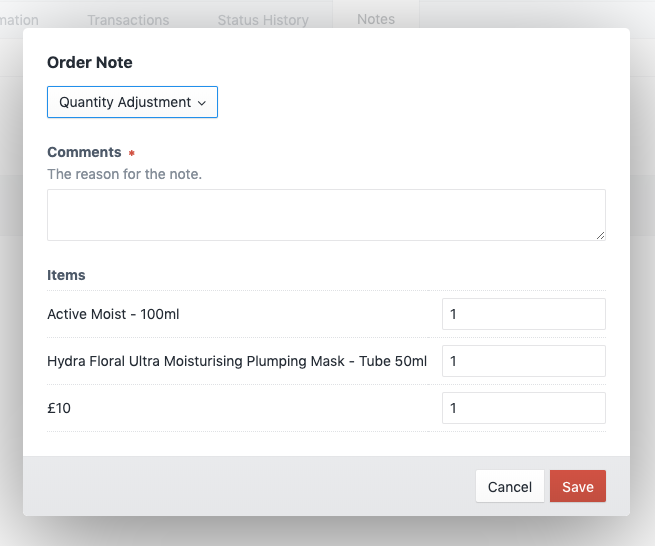 mation Transactions Status History Notes
Order Note
Quantity Adjustment
Comments *
The reason for the note.
Items
Active Moist - 100ml 1
Hydra Floral Ultra Moisturising Plumping Mask - Tube 50ml 1
£10 1
Cancel Save